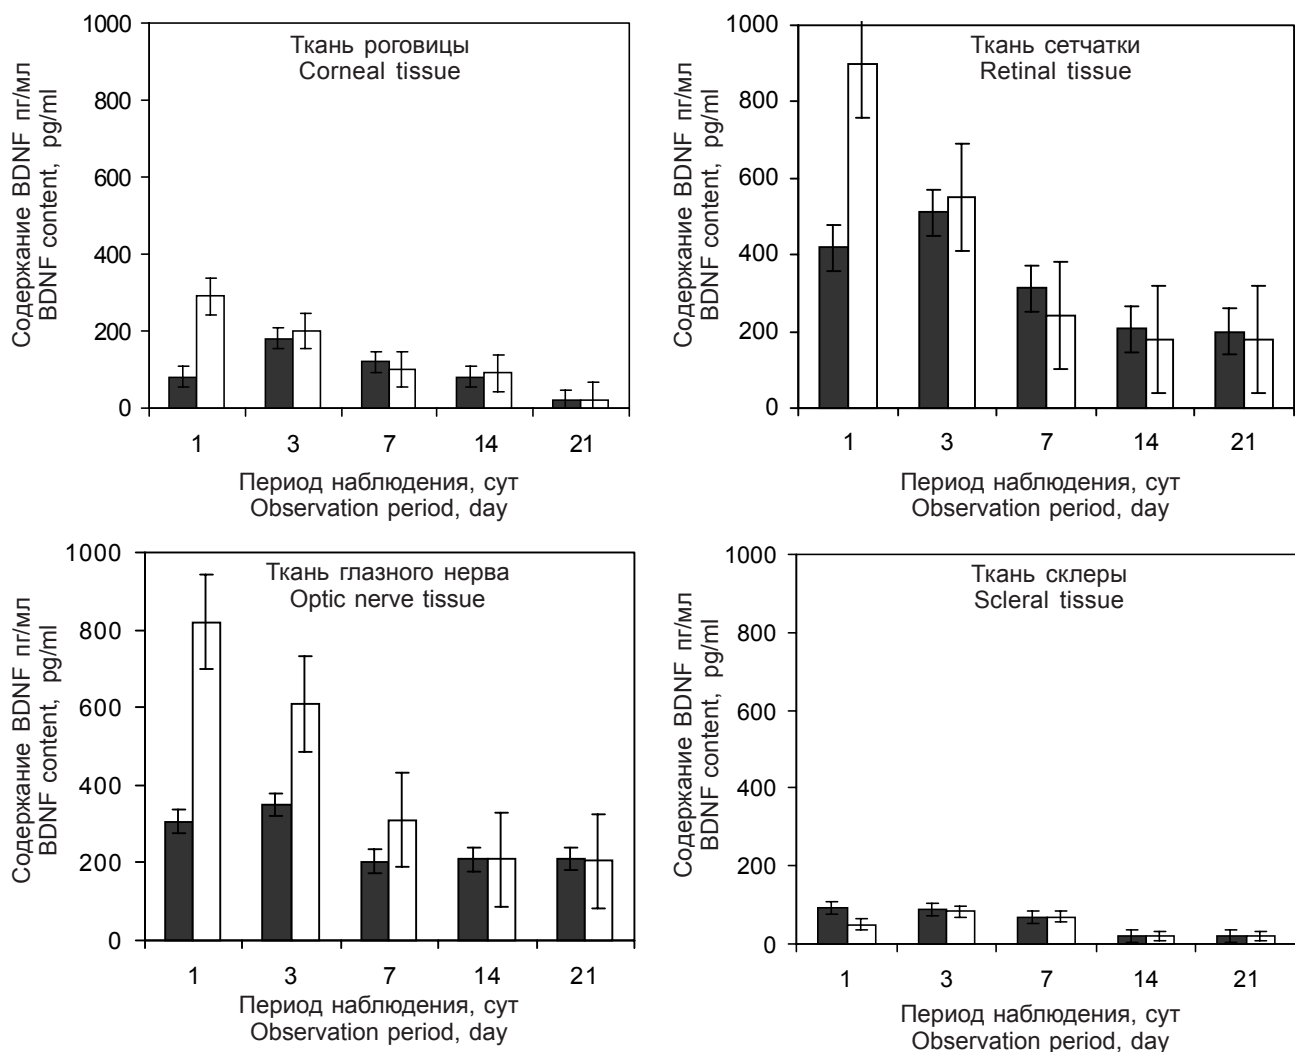 Ткань роговицы
Corneal tissue
Содержание BDNF пг/мл
BDNF content, pg/ml
1000
800
600
400
200
0
1 3 7 14 21
Период наблюдения, сут
Observation period, day
Ткань сетчатки
Retinal tissue
Содержание BDNF пг/мл
BDNF content, pg/ml
1000
800
600
400
200
0
1 3 7 14 21
Период наблюдения, сут
Observation period, day
Ткань глазного нерва
Optic nerve tissue
Содержание BDNF пг/мл
BDNF content, pg/ml
1000
800
600
400
200
0
1 3 7 14 21
Период наблюдения, сут
Observation period, day
Ткань склеры
Scleral tissue
Содержание BDNF пг/мл
BDNF content, pg/ml
1000
800
600
400
200
0
1 3 7 14 21
Период наблюдения, сут
Observation period, day